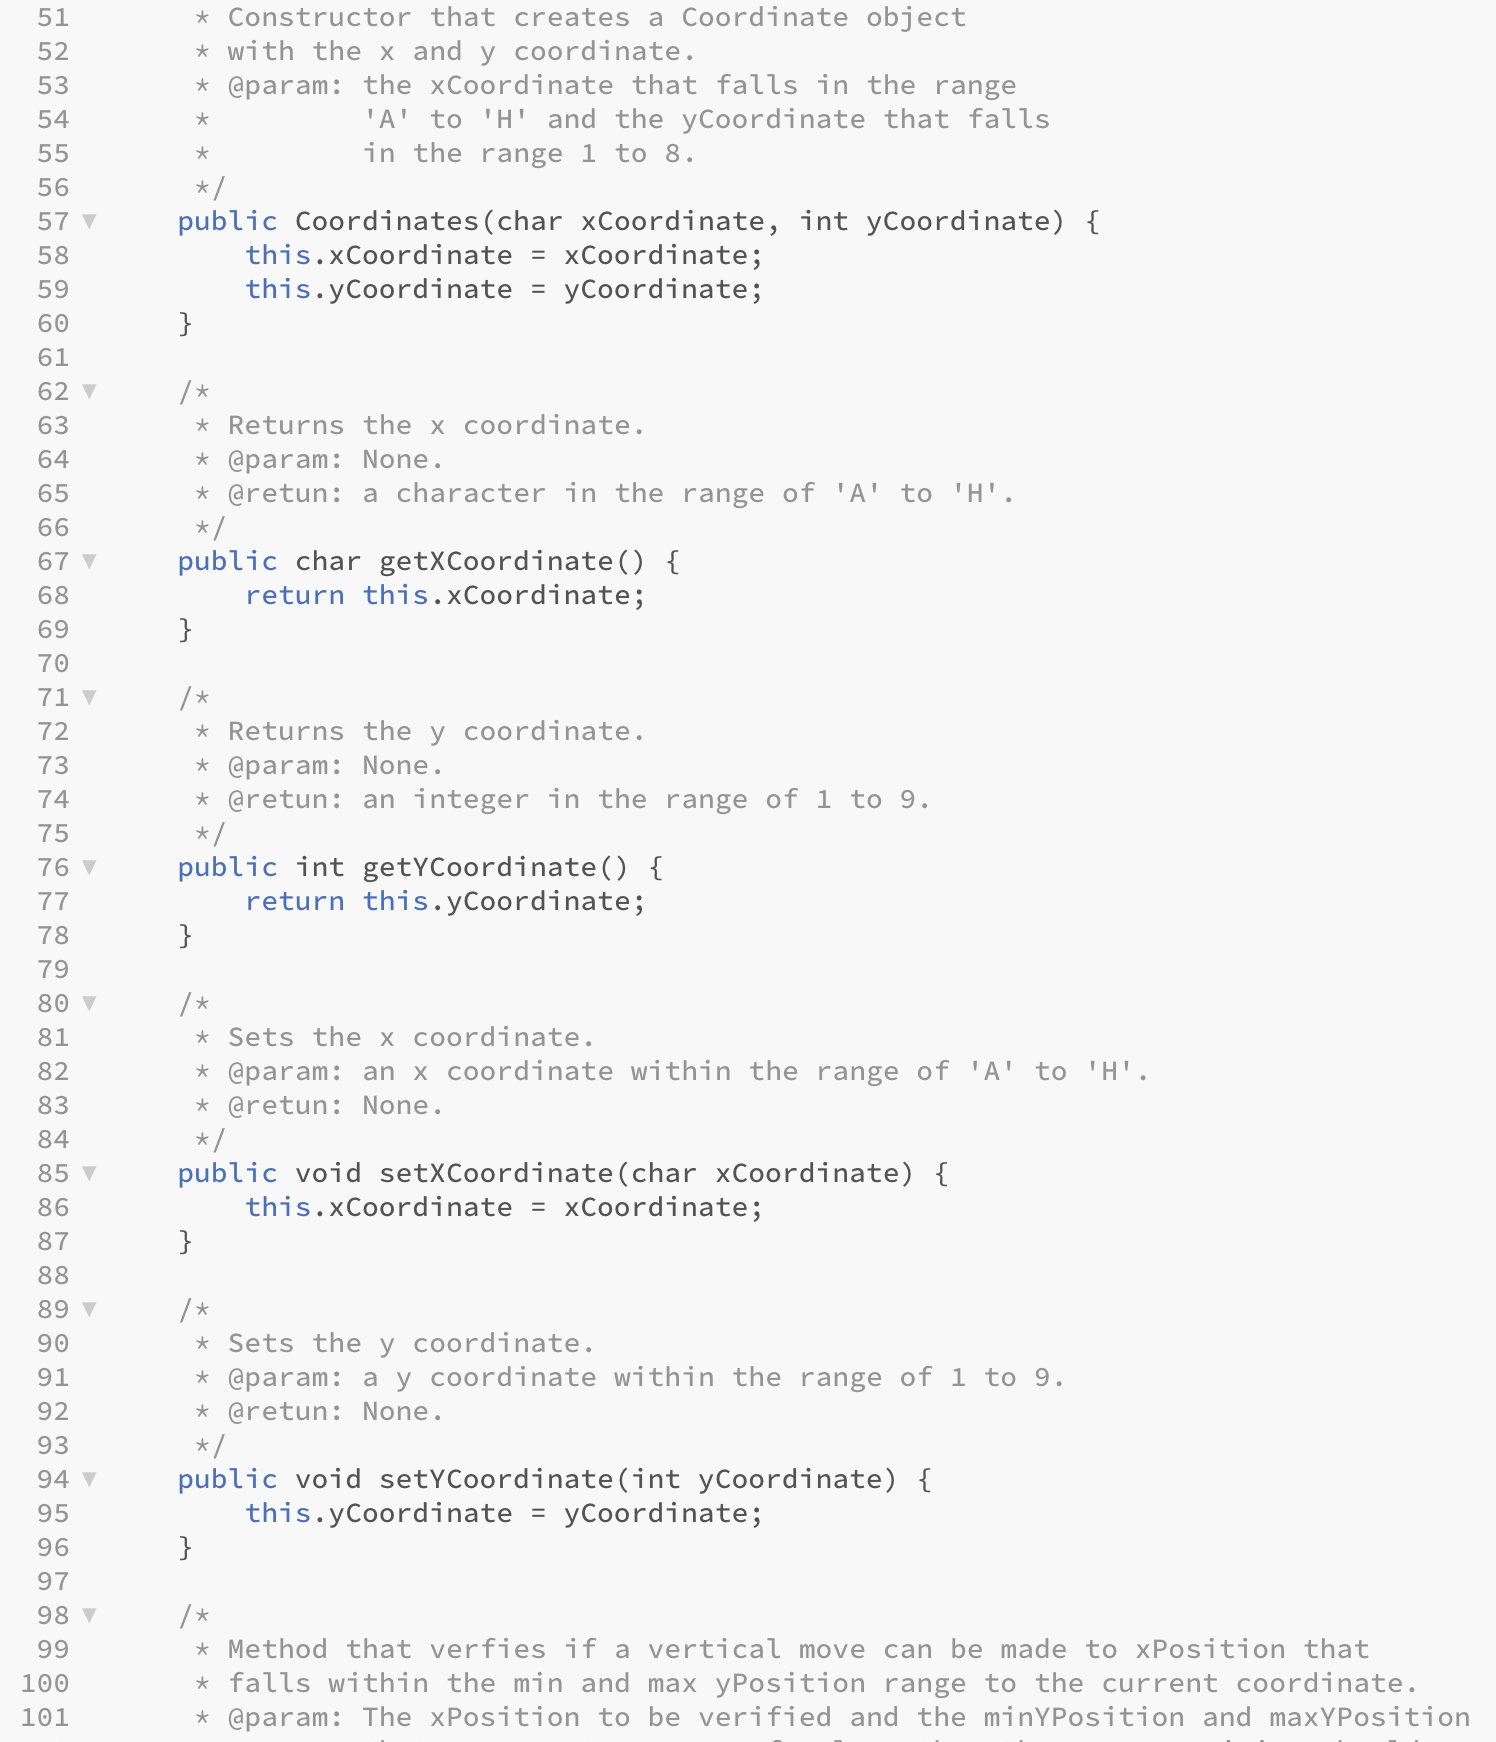 51 * Constructor that creates a Coordinate object
52 * with the x and y coordinate.
53 * @param: the xCoordinate that falls in the range
54 *         'A' to 'H' and the yCoordinate that falls
55 *         in the range 1 to 8.
56 */
57 ▼ public Coordinates(char xCoordinate, int yCoordinate) {
58 this.xCoordinate = xCoordinate;
59 this.yCoordinate = yCoordinate;
60 }
61
62 ▼ /*
63 * Returns the x coordinate.
64 * @param: None.
65 * @retun: a character in the range of 'A' to 'H'.
66 */
67 ▼ public char getXCoordinate() {
68 return this.xCoordinate;
69 }
70
71 ▼ /*
72 * Returns the y coordinate.
73 * @param: None.
74 * @retun: an integer in the range of 1 to 9.
75 */
76 ▼ public int getYCoordinate() {
77 return this.yCoordinate;
78 }
79
80 ▼ /*
81 * Sets the x coordinate.
82 * @param: an x coordinate within the range of 'A' to 'H'.
83 * @retun: None.
84 */
85 ▼ public void setXCoordinate(char xCoordinate) {
86 this.xCoordinate = xCoordinate;
87 }
88
89 ▼ /*
90 * Sets the y coordinate.
91 * @param: a y coordinate within the range of 1 to 9.
92 * @retun: None.
93 */
94 ▼ public void setYCoordinate(int yCoordinate) {
95 this.yCoordinate = yCoordinate;
96 }
97
98 ▼ /*
99 * Method that verfies if a vertical move can be made to xPosition that
100 * falls within the min and max yPosition range to the current coordinate.
101 * @param: The xPosition to be verified and the minYPosition and maxYPosition